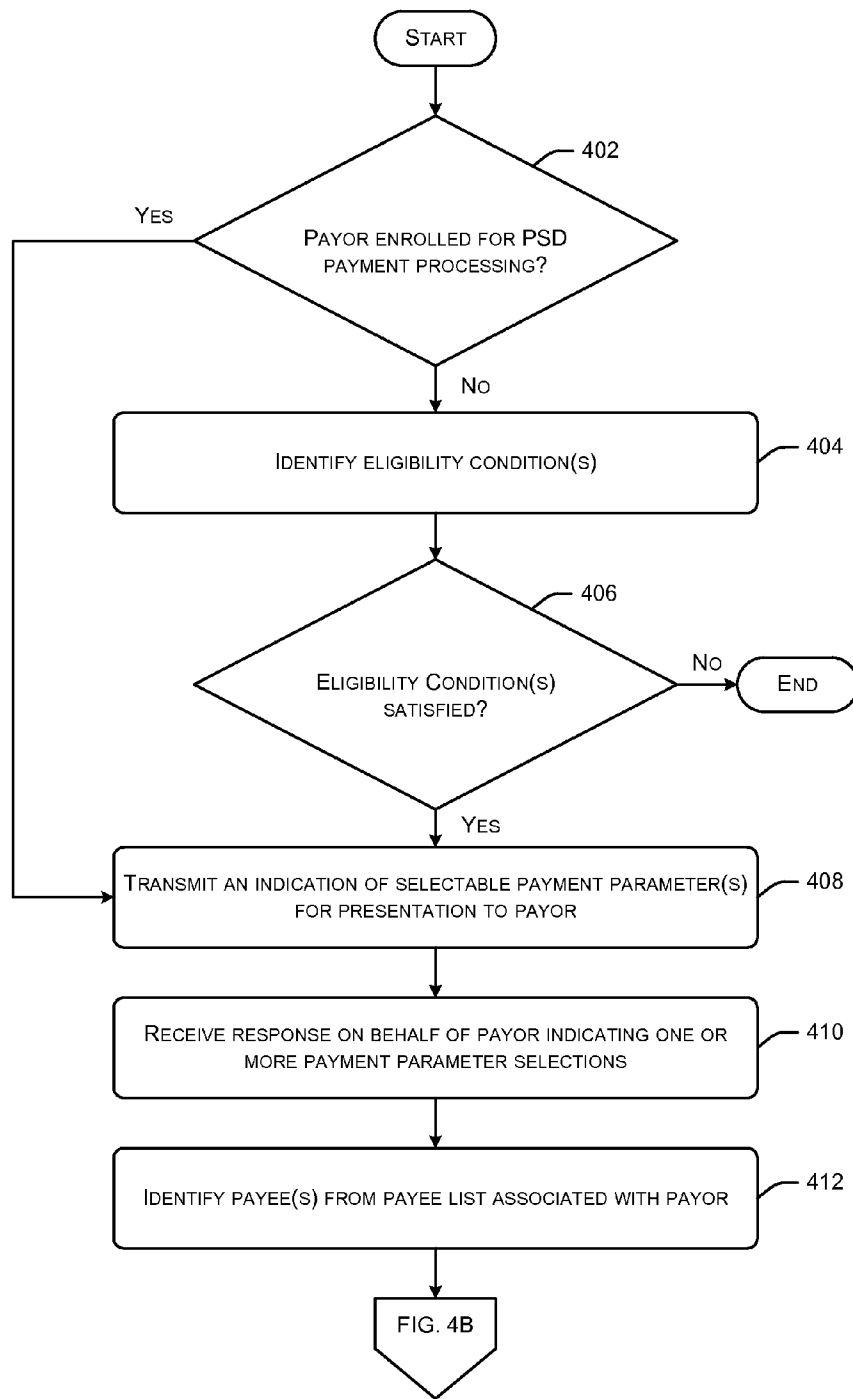 START
402
YES
PAYOR ENROLLED FOR PSD
PAYMENT PROCESSING?
NO
IDENTIFY ELIGIBILITY CONDITION(S)
404
406
NO
ELIGIBILITY CONDITION(S)
SATISFIED?
END
YES
TRANSMIT AN INDICATION OF SELECTABLE PAYMENT PARAMETER(S)
FOR PRESENTATION TO PAYOR
408
RECEIVE RESPONSE ON BEHALF OF PAYOR INDICATING ONE OR
MORE PAYMENT PARAMETER SELECTIONS
410
IDENTIFY PAYEE(S) FROM PAYEE LIST ASSOCIATED WITH PAYOR
412
FIG. 4B